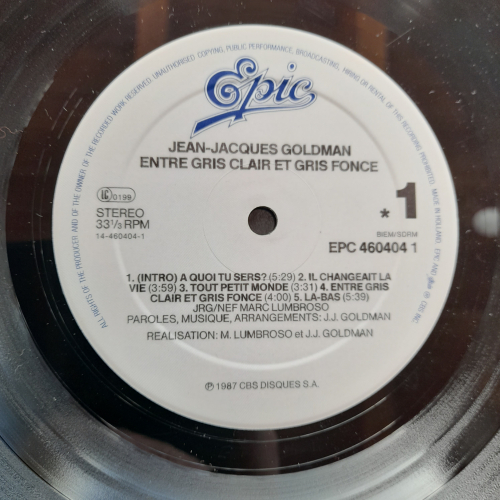 ALL RIGHTS OF THE PRODUCER AND OF THE OWNER OF THE RECORDED WORK RESERVED. UNAUTHORISED COPYING, PUBLIC PERFORMANCE, BROADCASTING, HIRING OR RENTAL OF THIS RECORDING PROHIBITED. MADE IN HOLLAND. EPIC AND
Epic
JEAN-JACQUES GOLDMAN
ENTRE GRIS CLAIR ET GRIS FONCE
0199
STEREO
33⅓ RPM
14-460404-1
* 1
BIEM/SDRM
EPC 460404 1
1. (INTRO) A QUOI TU SERS? (5:29) 2. IL CHANGEAIT LA
VIE (3:59) 3. TOUT PETIT MONDE (3:31) 4. ENTRE GRIS
CLAIR ET GRIS FONCE (4:00) 5. LA-BAS (5:39)
JRG/NEF MARC LUMBROSO
PAROLES, MUSIQUE, ARRANGEMENTS: J.J. GOLDMAN
REALISATION: M. LUMBROSO et J.J. GOLDMAN
℗ 1987 CBS DISQUES S.A.